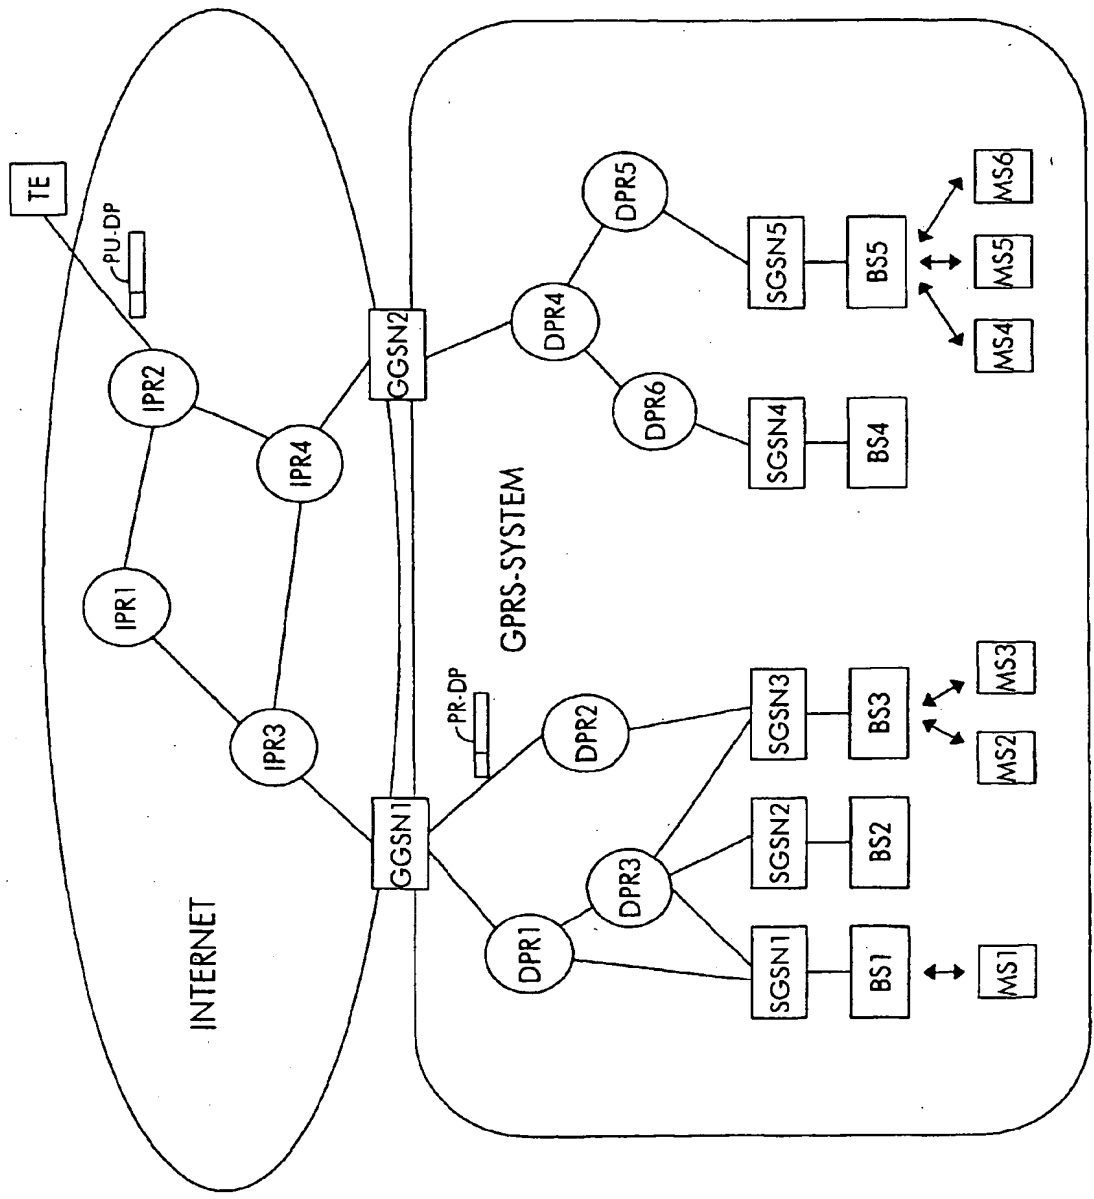 TE
PU-DP
IPR1
IPR2
IPR3
IPR4
INTERNET
GGSN1
GGSN2
PR-DP
GPRS-SYSTEM
DPR1
DPR2
DPR3
DPR4
DPR5
DPR6
SGSN1
SGSN2
SGSN3
SGSN4
SGSN5
BS1
BS2
BS3
BS4
BS5
MS1
MS2
MS3
MS4
MS5
MS6